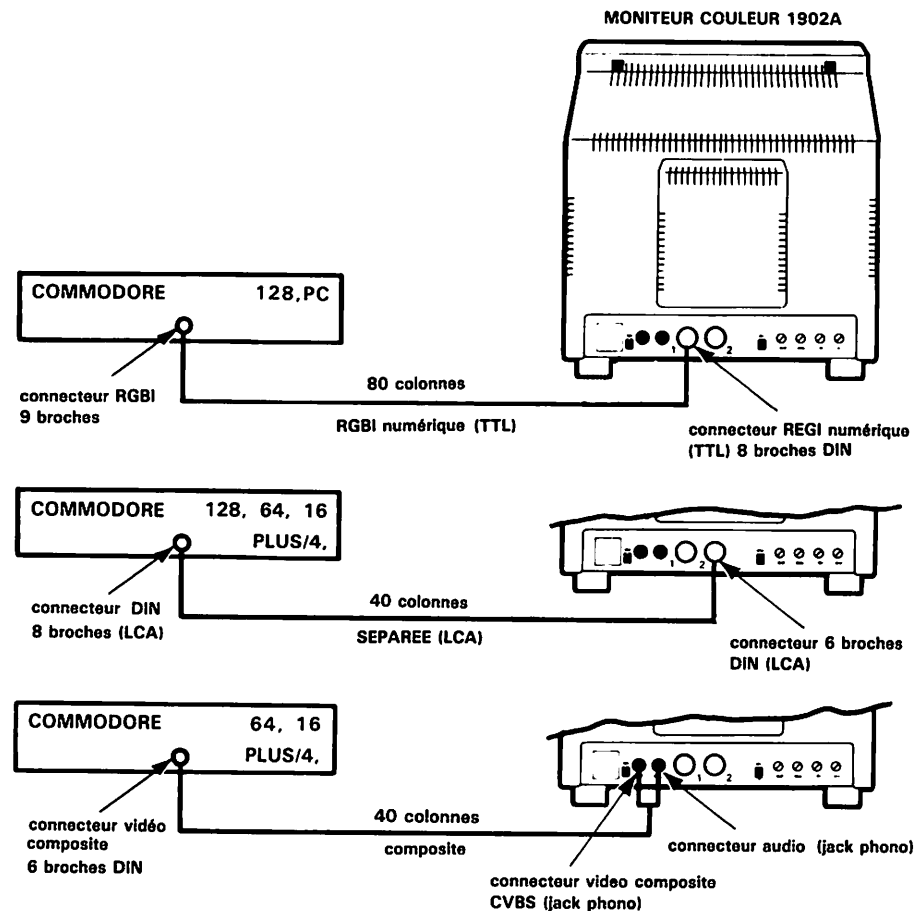 MONITEUR COULEUR 1902A
COMMODORE 128,PC
connecteur RGBI
9 broches
80 colonnes
RGBI numérique (TTL)
1 2
connecteur REGI numérique
(TTL) 8 broches DIN
COMMODORE 128, 64, 16
PLUS/4,
connecteur DIN
8 broches (LCA)
40 colonnes
SEPAREE (LCA)
1 2
connecteur 6 broches
DIN (LCA)
COMMODORE 64, 16
PLUS/4,
connecteur vidéo
composite
6 broches DIN
40 colonnes
composite
1 2
connecteur audio (jack phono)
connecteur video composite
CVBS (jack phono)